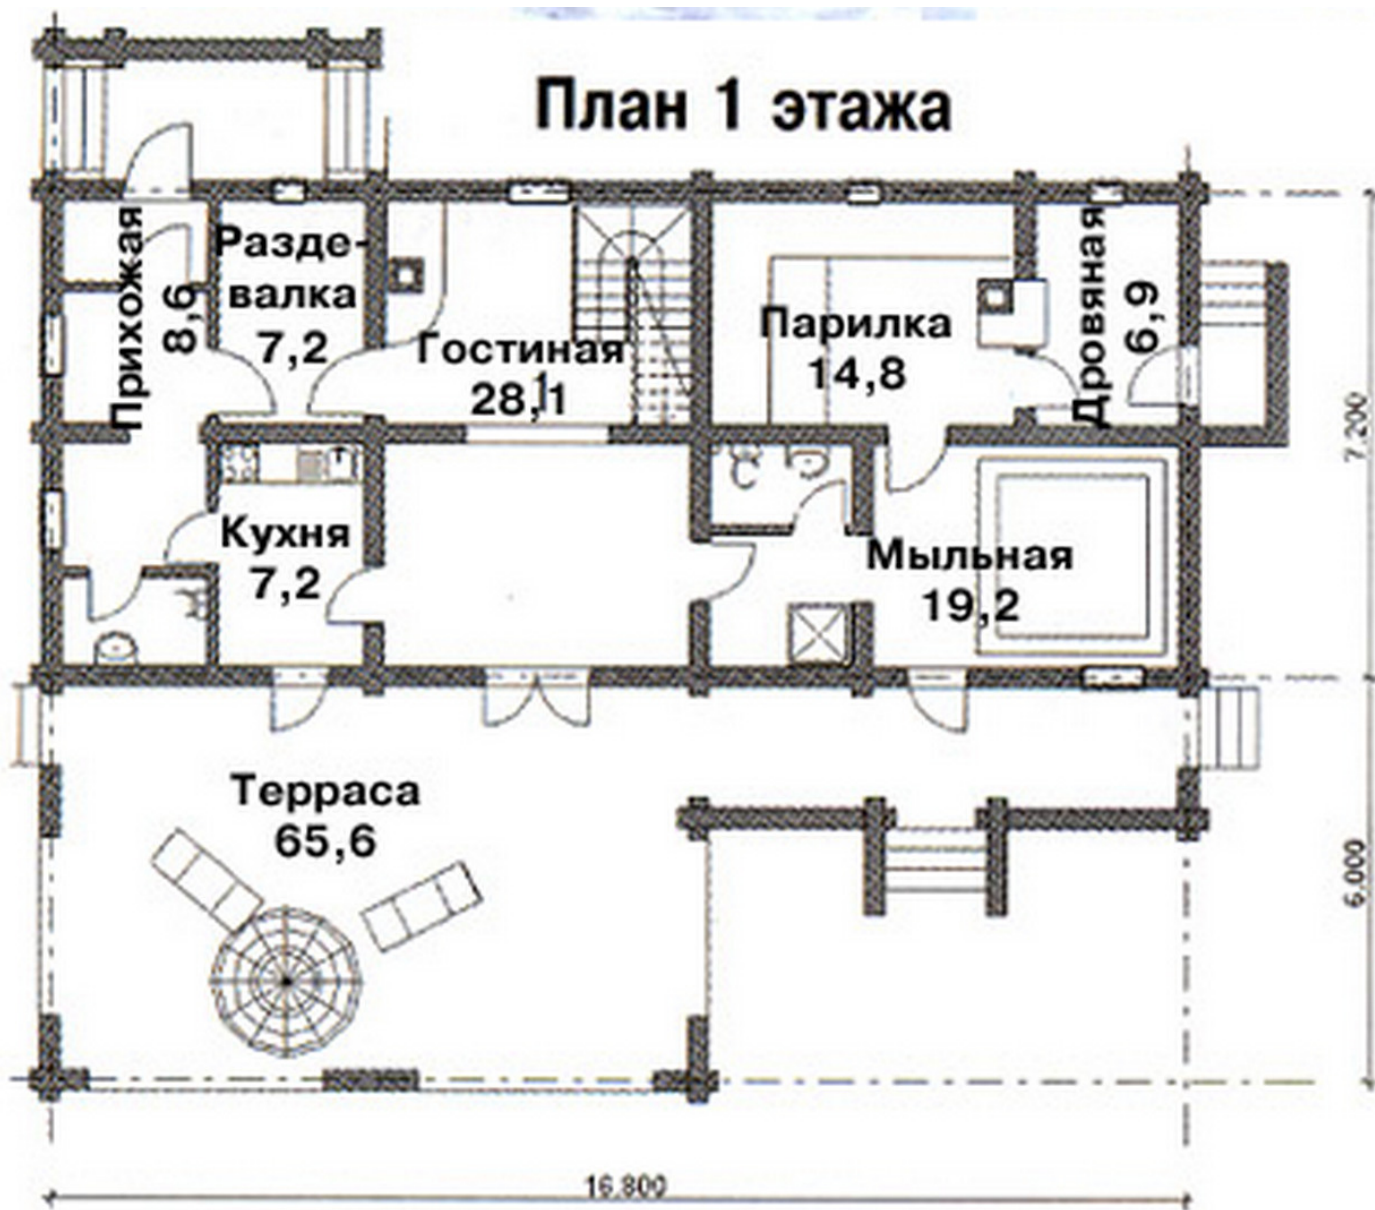 План 1 этажа
Прихожая
8,6
Разде-
валка
7,2
Гостиная
28,1
Парилка
14,8
Дровяная
6,9
Кухня
7,2
Мыльная
19,2
Терраса
65,6
7.200
6.000
16.800